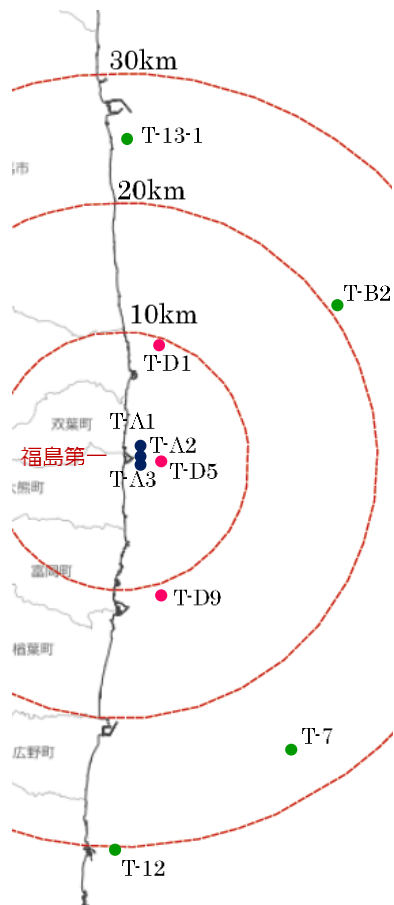 30km
T-13-1
市
20km
T-B2
10km
T-D1
双葉町
T-A1
T-A2
福島第一
T-D5
T-A3
大熊町
富岡町
T-D9
楢葉町
T-7
広野町
T-12